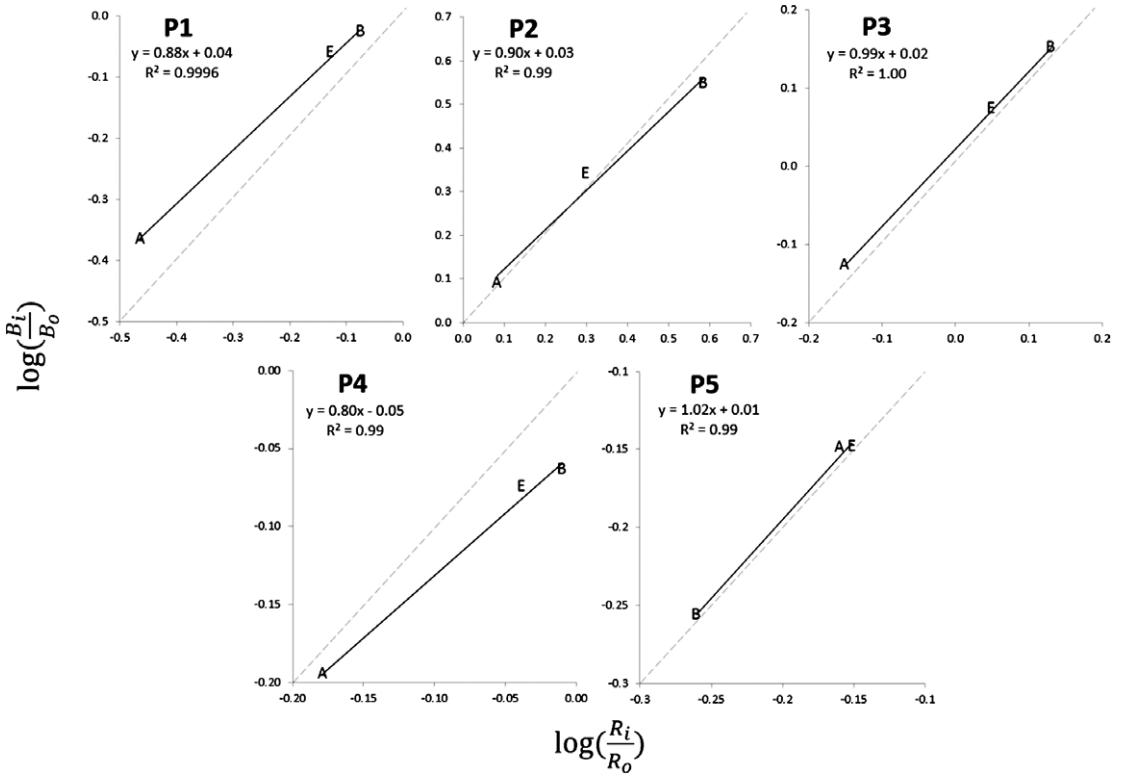 P1
y = 0.88x + 0.04
R² = 0.9996
0.0
-0.1
-0.2
-0.3
-0.4
-0.5
-0.5 -0.4 -0.3 -0.2 -0.1 0.0
A
E
B
P2
y = 0.90x + 0.03
R² = 0.99
0.7
0.6
0.5
0.4
0.3
0.2
0.1
0.0
0.0 0.1 0.2 0.3 0.4 0.5 0.6 0.7
A
E
B
P3
y = 0.99x + 0.02
R² = 1.00
0.2
0.1
0.0
-0.1
-0.2
-0.2 -0.1 0.0 0.1 0.2
A
E
B
log(B_i/B_o)
P4
y = 0.80x - 0.05
R² = 0.99
0.00
-0.05
-0.10
-0.15
-0.20
-0.20 -0.15 -0.10 -0.05 0.00
A
E
B
P5
y = 1.02x + 0.01
R² = 0.99
-0.1
-0.15
-0.2
-0.25
-0.3
-0.3 -0.25 -0.2 -0.15 -0.1
B
A E
log(R_i/R_o)